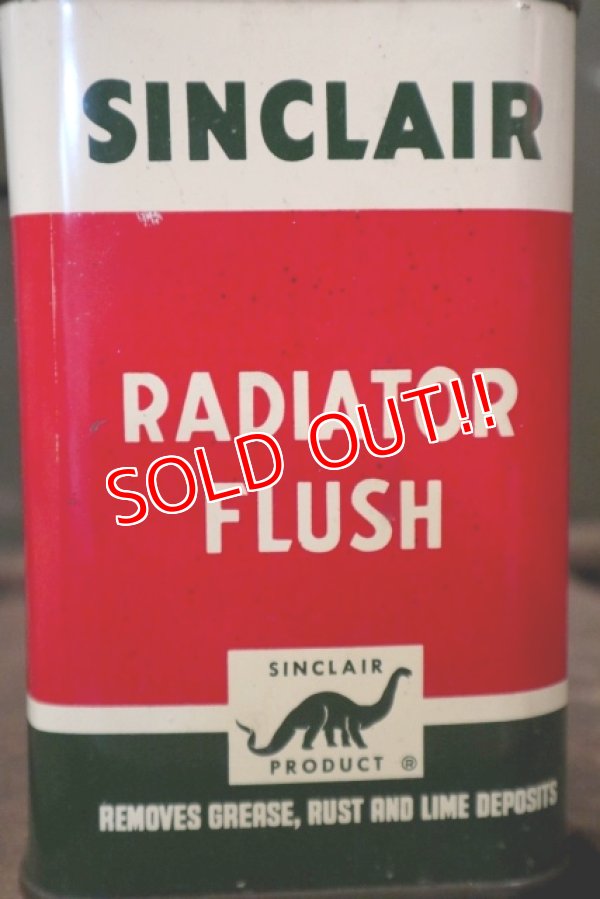 SINCLAIR
RADIATOR
SOLD OUT!!
FLUSH
SINCLAIR
PRODUCT ®
REMOVES GREASE, RUST AND LIME DEPOSITS